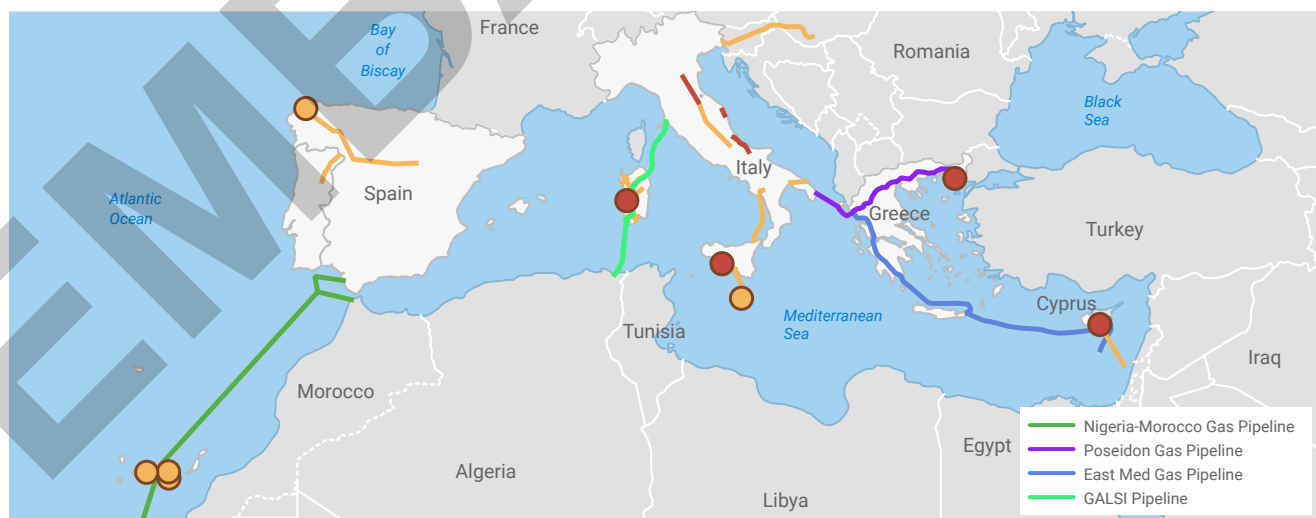 France
Bay
of
Biscay
Romania
Black
Sea
Italy
Spain
Atlantic
Ocean
Greece
Turkey
Cyprus
Mediterranean
Sea
Tunisia
Iraq
Morocco
Algeria
Libya
Egypt
Nigeria-Morocco Gas Pipeline
Poseidon Gas Pipeline
East Med Gas Pipeline
GALSI Pipeline